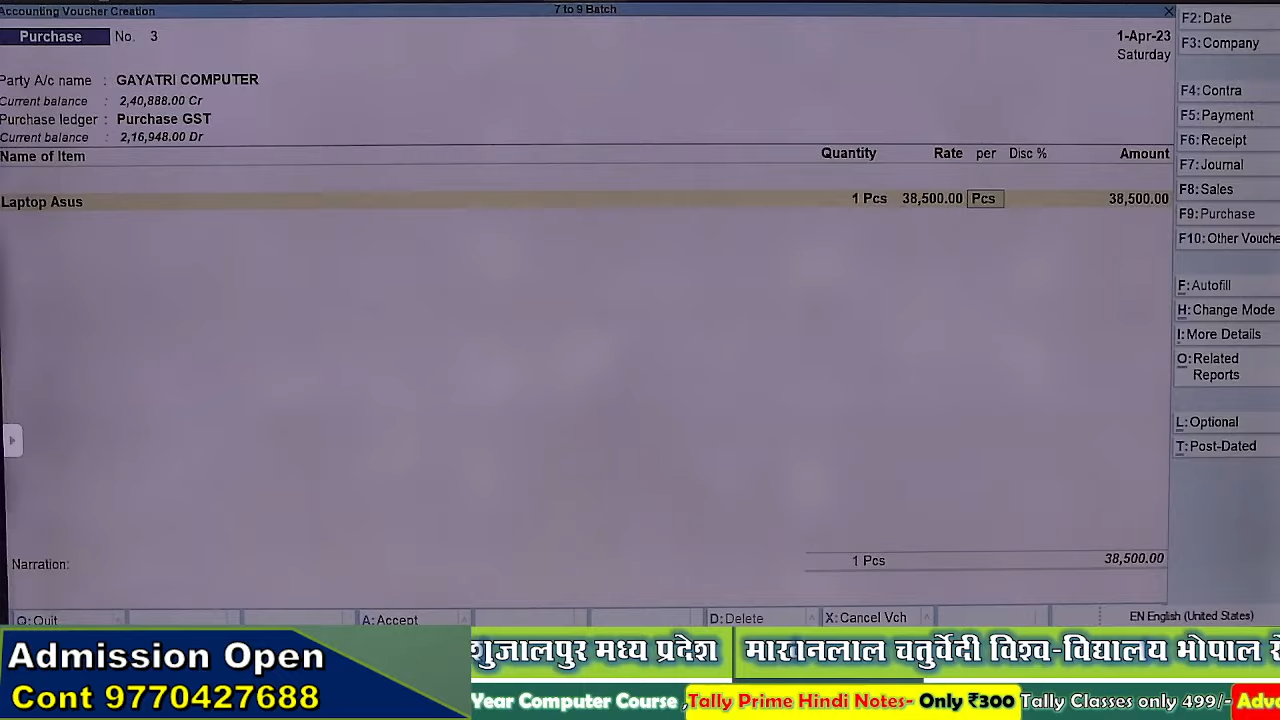 Accounting Voucher Creation
7 to 9 Batch
Purchase No. 3
1-Apr-23
Saturday
Party A/c name : GAYATRI COMPUTER
Current balance : 2,40,888.00 Cr
Purchase ledger : Purchase GST
Current balance : 2,16,948.00 Dr
Name of Item Quantity Rate per Disc % Amount
Laptop Asus 1 Pcs 38,500.00 Pcs 38,500.00
Narration:
1 Pcs 38,500.00
F2: Date
F3: Company
F4: Contra
F5: Payment
F6: Receipt
F7: Journal
F8: Sales
F9: Purchase
F10: Other Vouche
F: Autofill
H: Change Mode
I: More Details
O: Related
Reports
L: Optional
T: Post-Dated
Q: Quit A: Accept D: Delete X: Cancel Vch
EN English (United States)
Admission Open
Cont 9770427688
शुजालपुर मध्य प्रदेश माखनलाल चतुर्वेदी विश्व-विद्यालय भोपाल
Year Computer Course ,Tally Prime Hindi Notes- Only ₹300 Tally Classes only 499/- Adv